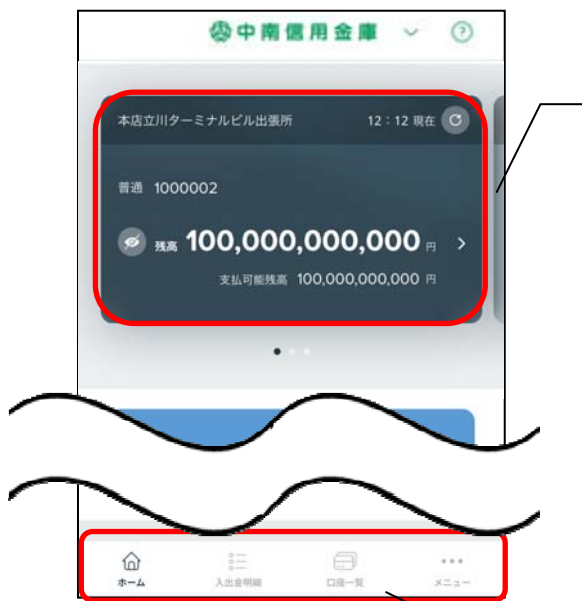 中南信用金庫
?
本店立川ターミナルビル出張所 12：12 現在
普通 1000002
残高 100,000,000,000 円
支払可能残高 100,000,000,000 円
ホーム 入出金明細 口座一覧 メニュー